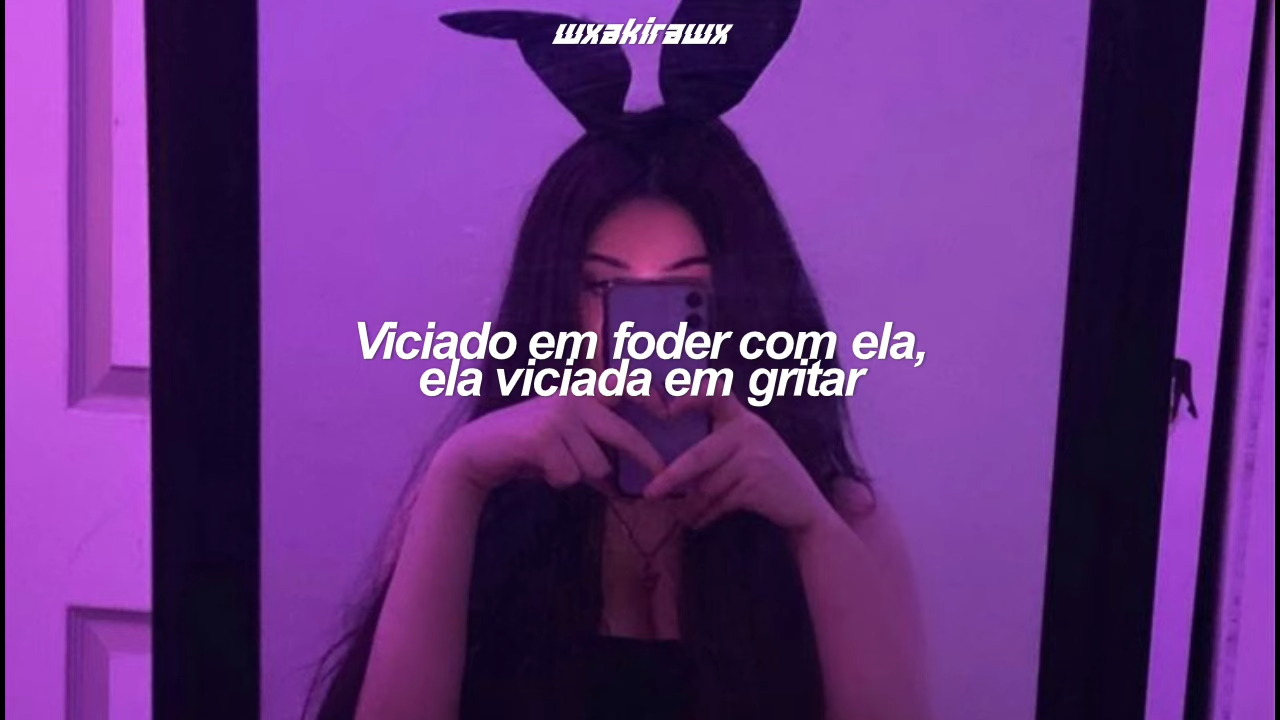 wxakirawx
Viciado em foder com ela,
ela viciada em gritar